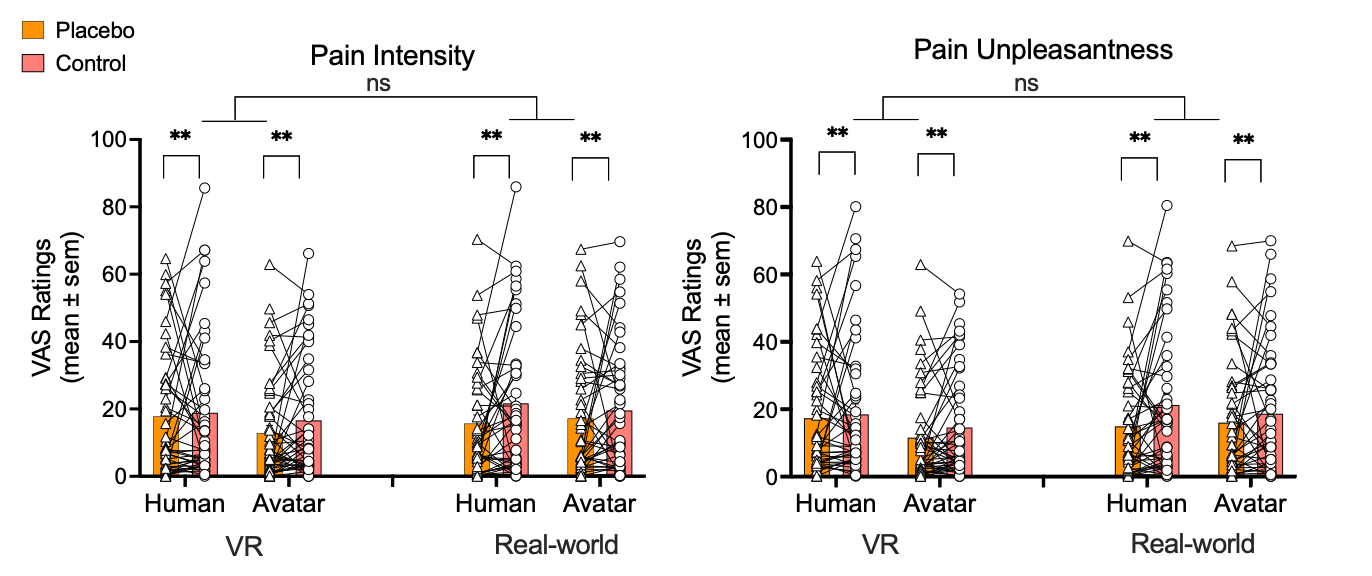 Placebo
Control
Pain Intensity
ns
** ** ** **
100
80
60
40
20
0
VAS Ratings
(mean ± sem)
Human Avatar Human Avatar
VR Real-world
Pain Unpleasantness
ns
** ** ** **
100
80
60
40
20
0
VAS Ratings
(mean ± sem)
Human Avatar Human Avatar
VR Real-world